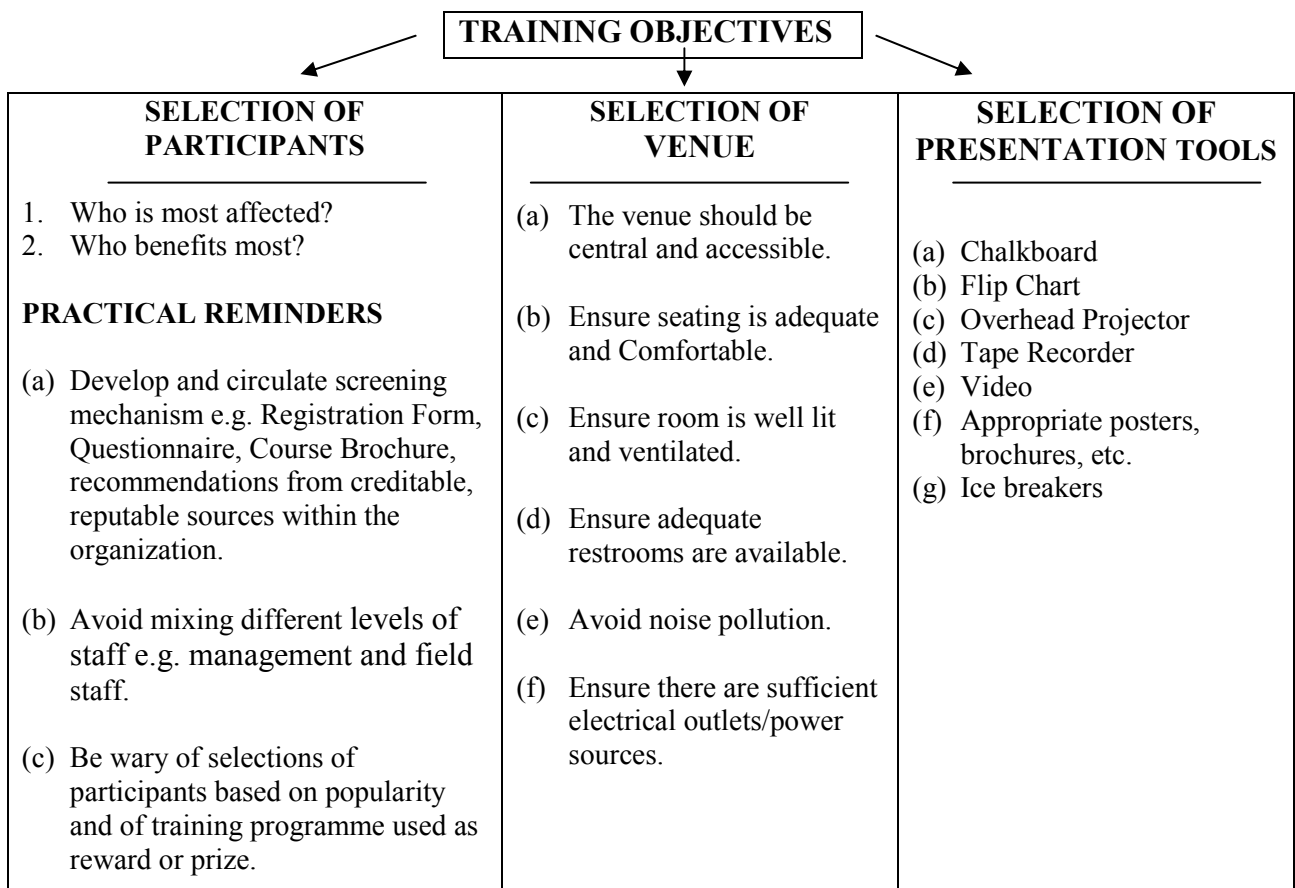 TRAINING OBJECTIVES
SELECTION OF
PARTICIPANTS
1. Who is most affected?
2. Who benefits most?
PRACTICAL REMINDERS
(a) Develop and circulate screening
mechanism e.g. Registration Form,
Questionnaire, Course Brochure,
recommendations from creditable,
reputable sources within the
organization.
(b) Avoid mixing different levels of
staff e.g. management and field
staff.
(c) Be wary of selections of
participants based on popularity
and of training programme used as
reward or prize.
SELECTION OF
VENUE
(a) The venue should be
central and accessible.
(b) Ensure seating is adequate
and Comfortable.
(c) Ensure room is well lit
and ventilated.
(d) Ensure adequate
restrooms are available.
(e) Avoid noise pollution.
(f) Ensure there are sufficient
electrical outlets/power
sources.
SELECTION OF
PRESENTATION TOOLS
(a) Chalkboard
(b) Flip Chart
(c) Overhead Projector
(d) Tape Recorder
(e) Video
(f) Appropriate posters,
brochures, etc.
(g) Ice breakers